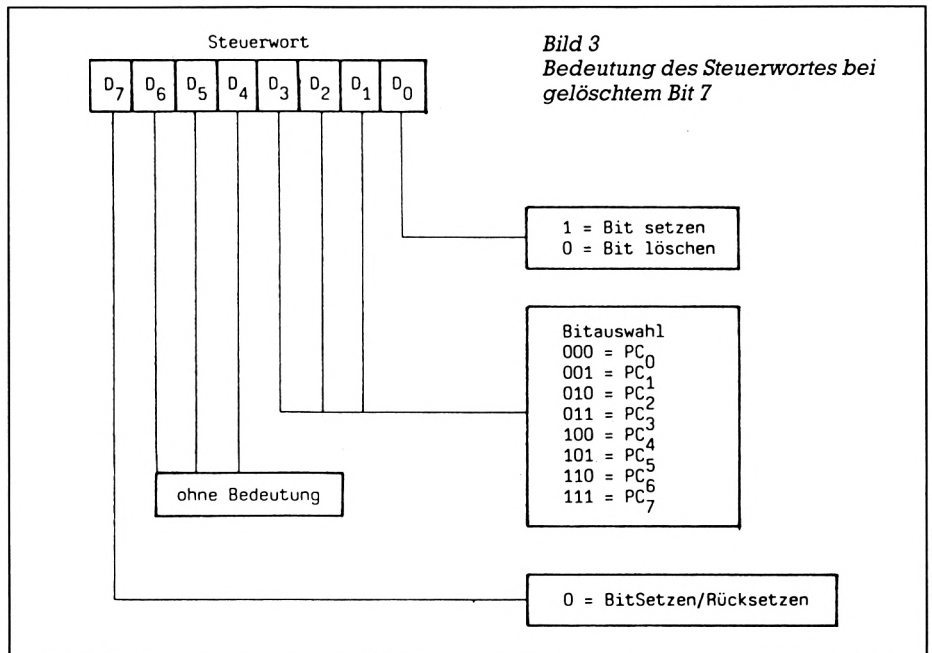 Steuerwort
D7 D6 D5 D4 D3 D2 D1 D0
Bild 3
Bedeutung des Steuerwortes bei
gelöschtem Bit 7
1 = Bit setzen
0 = Bit löschen
Bitauswahl
000 = PC0
001 = PC1
010 = PC2
011 = PC3
100 = PC4
101 = PC5
110 = PC6
111 = PC7
ohne Bedeutung
0 = BitSetzen/Rücksetzen